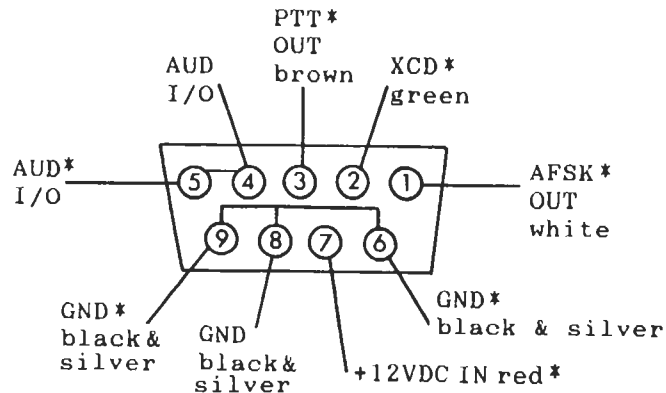 PTT*
OUT
brown
AUD
I/O
XCD*
green
AUD*
I/O
5 4 3 2 1
AFSK*
OUT
white
9 8 7 6
GND*
black&
silver
GND
black&
silver
+12VDC IN red*
GND*
black & silver